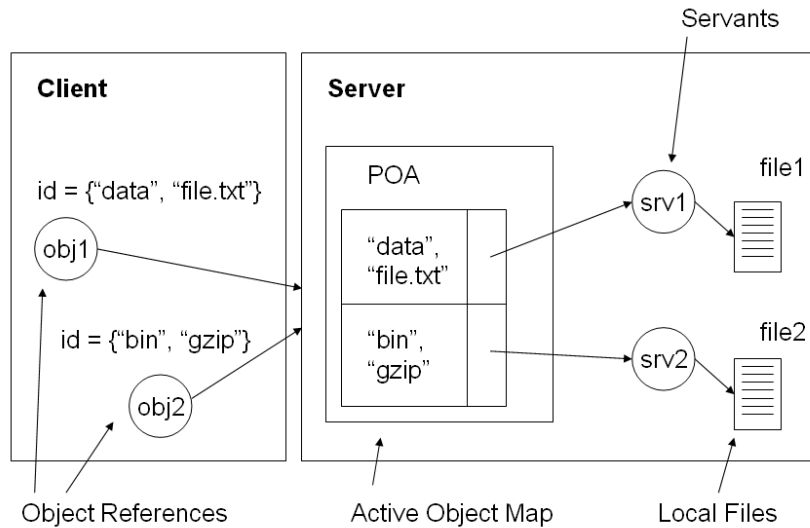 Servants
Client
Server
id = {“data”, “file.txt”}
obj1
id = {“bin”, “gzip”}
obj2
POA
“data”,
“file.txt”
“bin”,
“gzip”
srv1
file1
srv2
file2
Object References
Active Object Map
Local Files